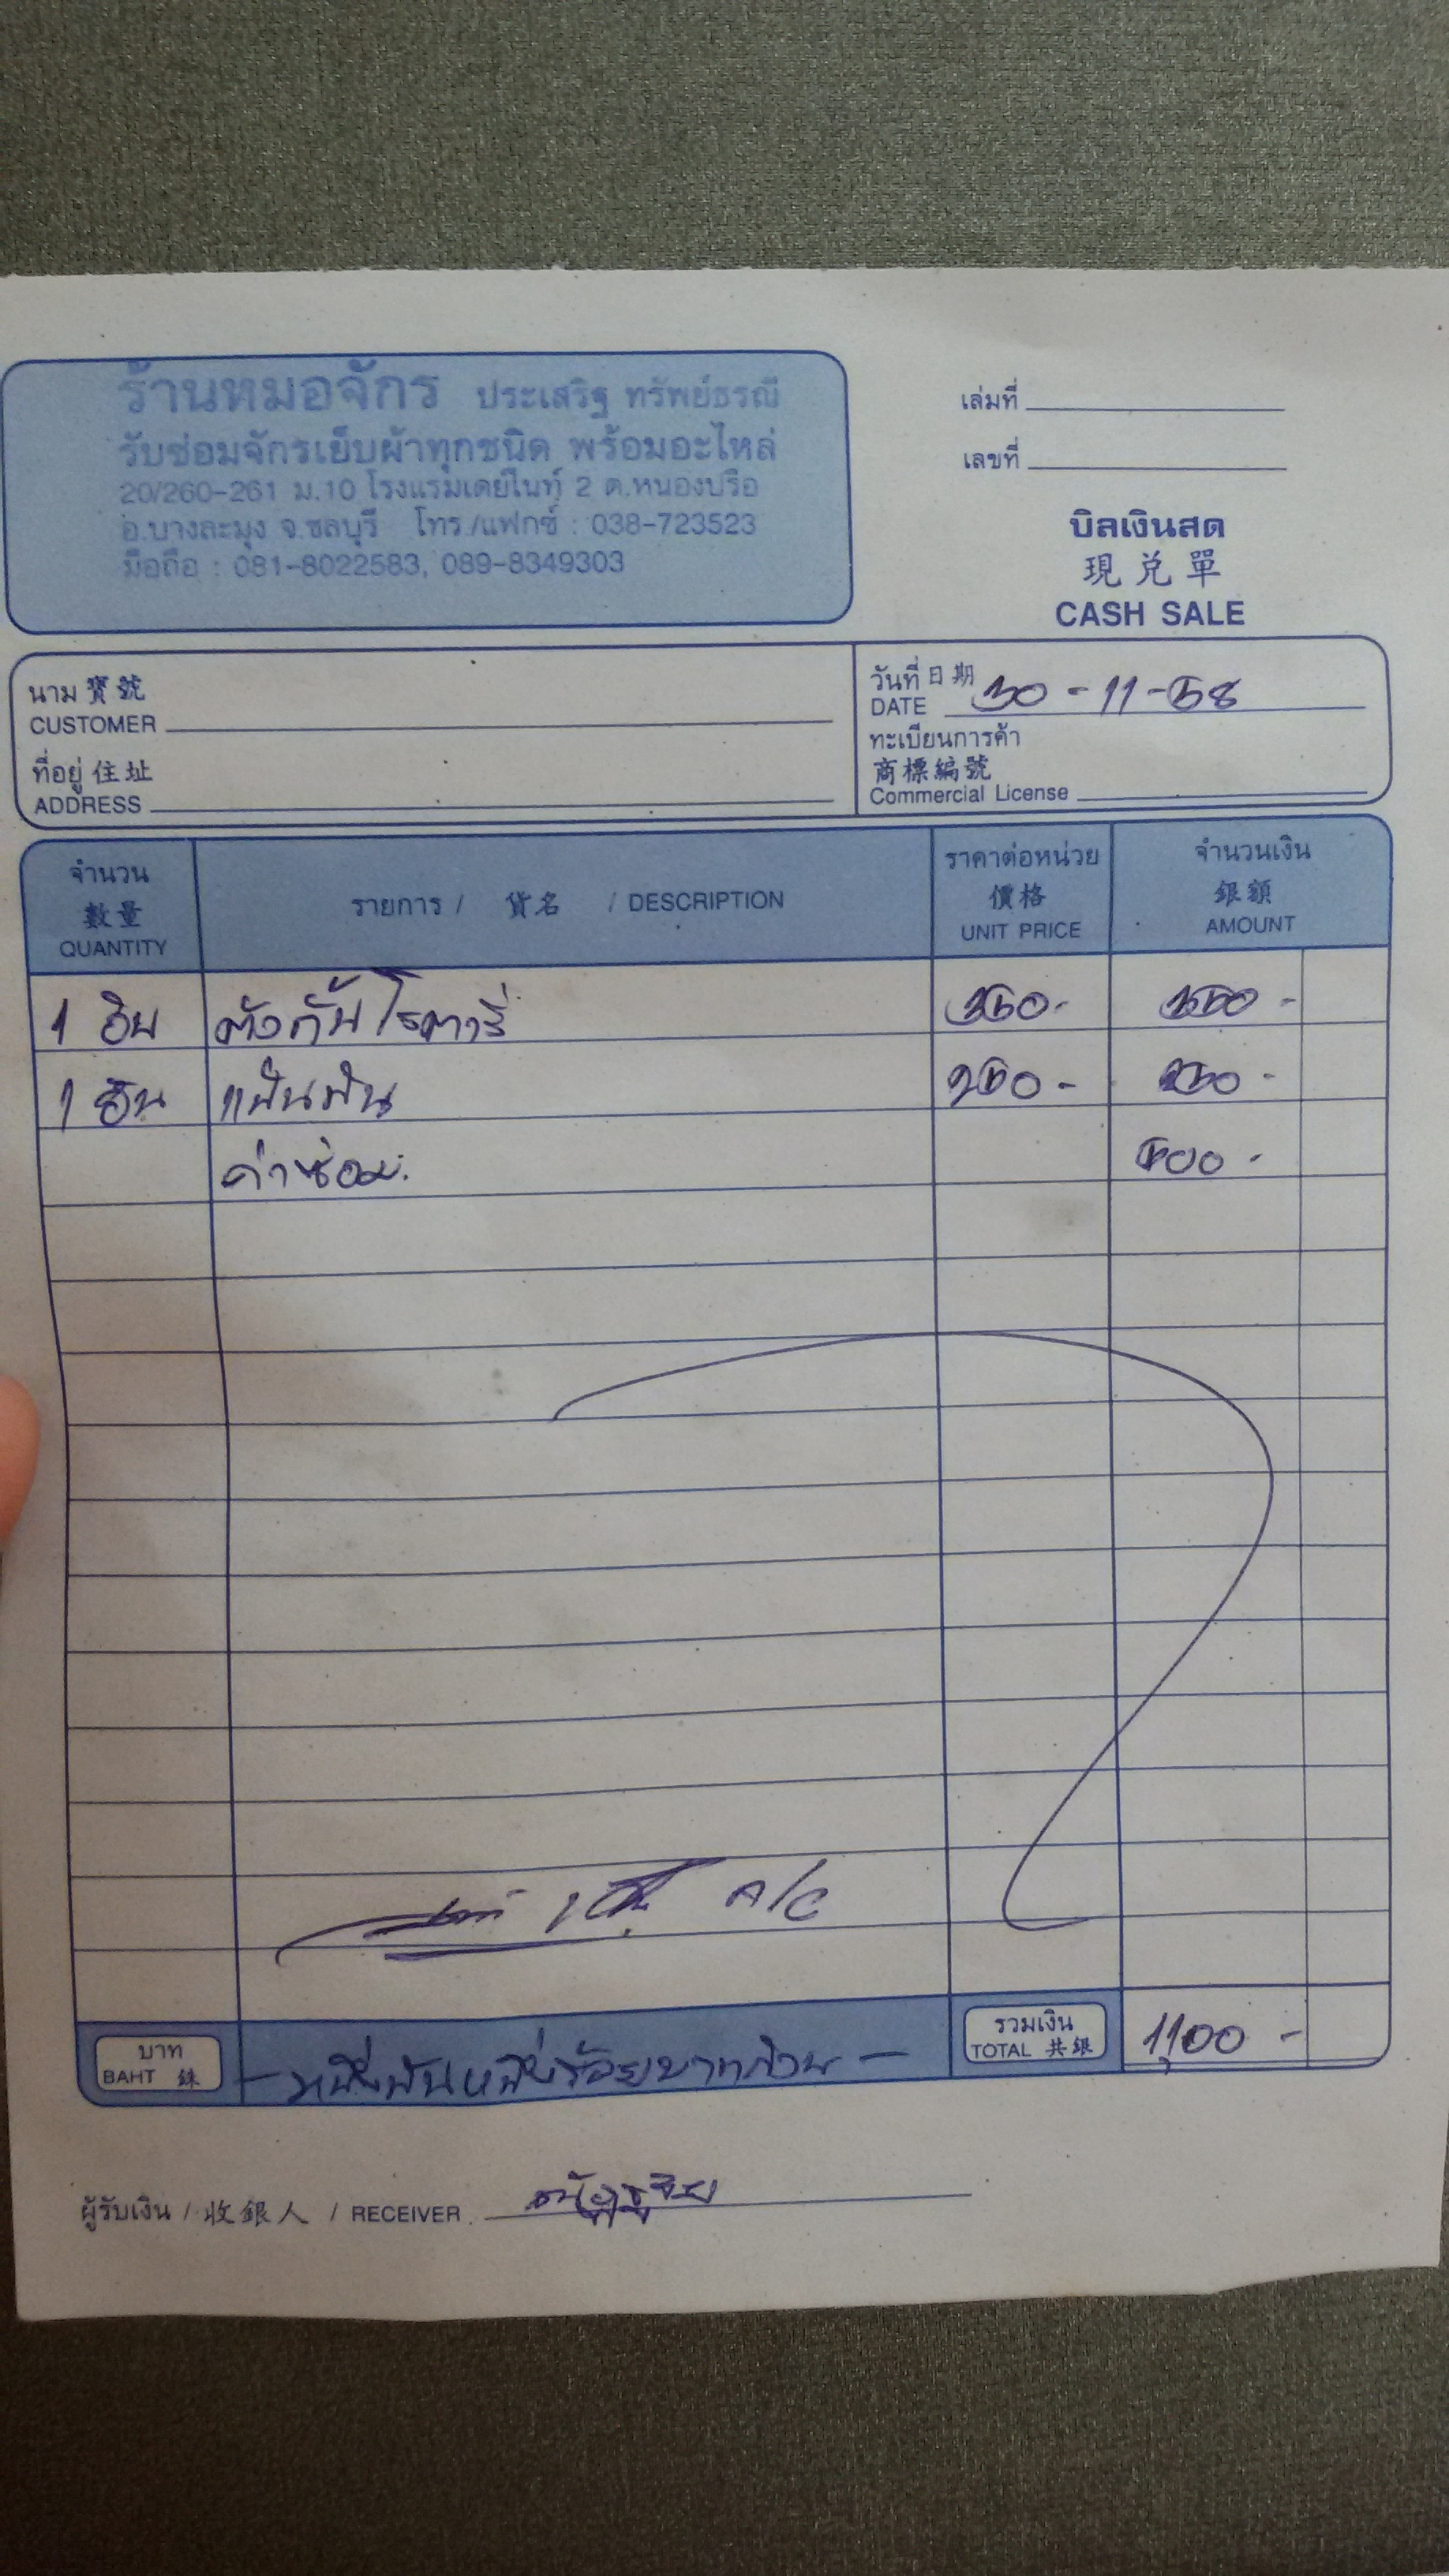 ร้านหมอจักร ประเสริฐ ทรัพย์ธรณี
รับซ่อมจักรเย็บผ้าทุกชนิด พร้อมอะไหล่
20/260-261 ม.10 โรงแรมเดย์ไนท์ 2 ต.หนองปรือ
อ.บางละมุง จ.ชลบุรี โทร./แฟกซ์ : 038-723523
มือถือ : 081-8022583, 089-8349303
เล่มที่
เลขที่
บิลเงินสด
現兑單
CASH SALE
นาม 寶號
CUSTOMER
ที่อยู่ 住址
ADDRESS
วันที่ 日期
DATE 30-11-58
ทะเบียนการค้า
商標編號
Commercial License
จำนวน
數量
QUANTITY
รายการ / 貨名 / DESCRIPTION
ราคาต่อหน่วย
價格
UNIT PRICE
จำนวนเงิน
銀額
AMOUNT
1 อัน ตัวกั้นโรตารี่ 350- 350-
1 อัน แป้นฟัน 250- 250-
ค่าซ่อม. 500-
A/C
บาท
BAHT 銖
-หนึ่งพันหนึ่งร้อยบาทถ้วน-
รวมเงิน
TOTAL 共銀
1,100-
ผู้รับเงิน / 收銀人 / RECEIVER